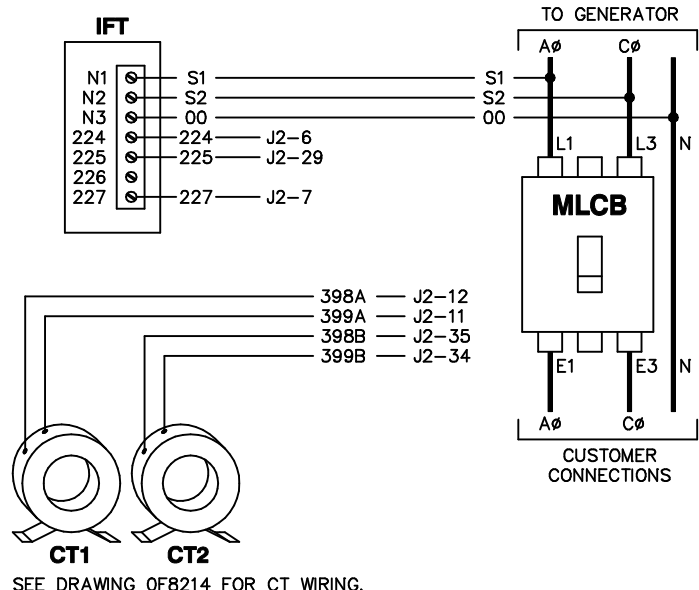 TO GENERATOR
IFT
AØ CØ
N1 S1 S1
N2 S2 S2
N3 00 00
224 224 J2-6
L1 L3 N
225 225 J2-29
226
227 227 J2-7
MLCB
398A J2-12
399A J2-11
398B J2-35
399B J2-34
E1 E3 N
AØ CØ
CUSTOMER
CONNECTIONS
CT1 CT2
SEE DRAWING 0F8214 FOR CT WIRING.